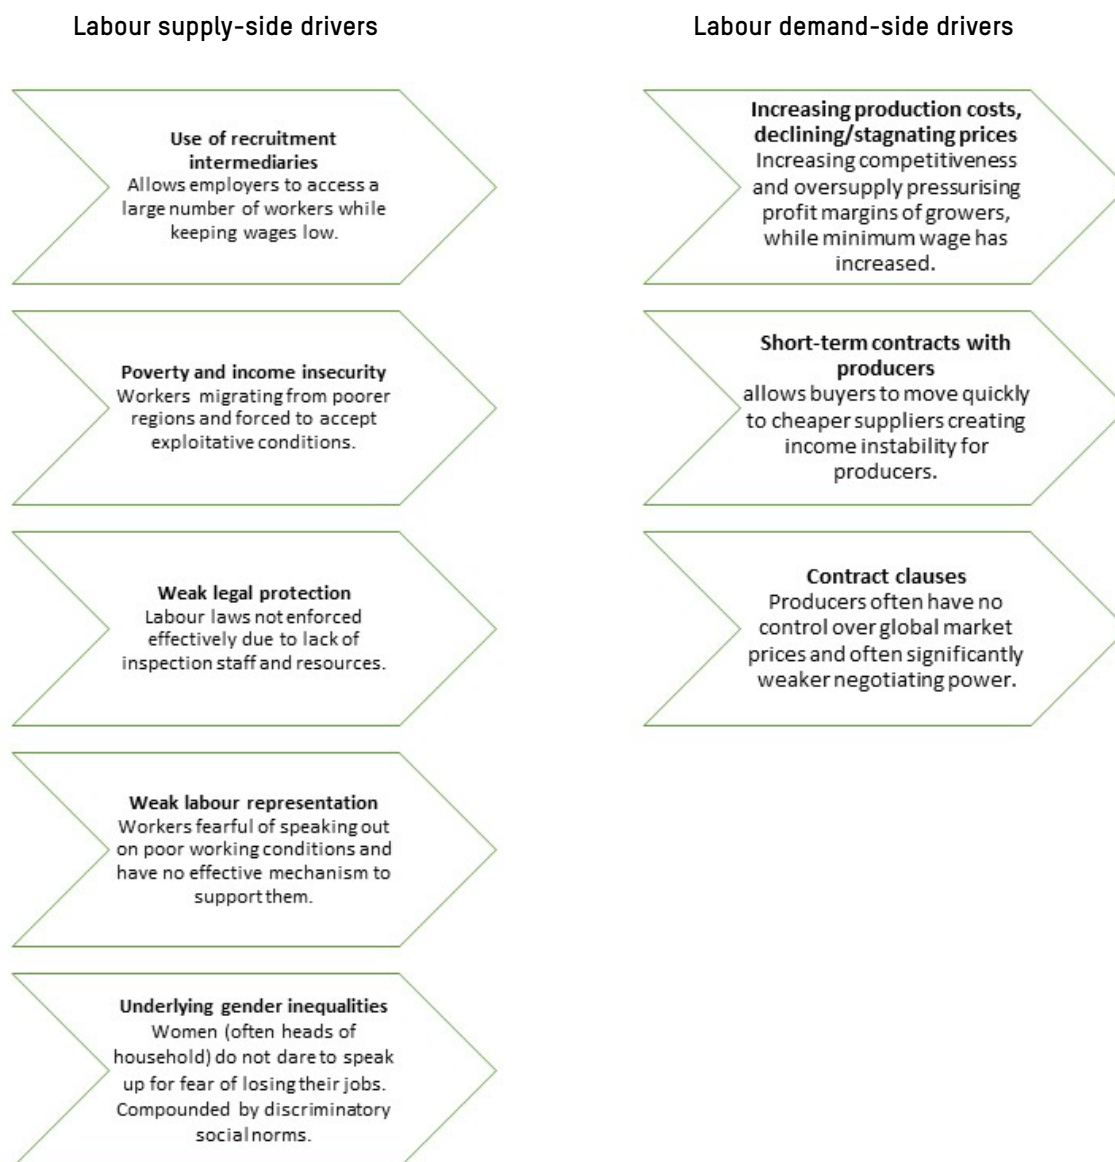 Labour supply-side drivers
Use of recruitment
intermediaries
Allows employers to access a
large number of workers while
keeping wages low.
Poverty and income insecurity
Workers migrating from poorer
regions and forced to accept
exploitative conditions.
Weak legal protection
Labour laws not enforced
effectively due to lack of
inspection staff and resources.
Weak labour representation
Workers fearful of speaking out
on poor working conditions and
have no effective mechanism to
support them.
Underlying gender inequalities
Women (often heads of
household) do not dare to speak
up for fear of losing their jobs.
Compounded by discriminatory
social norms.
Labour demand-side drivers
Increasing production costs,
declining/stagnating prices
Increasing competitiveness
and oversupply pressurising
profit margins of growers,
while minimum wage has
increased.
Short-term contracts with
producers
allows buyers to move quickly
to cheaper suppliers creating
income instability for
producers.
Contract clauses
Producers often have no
control over global market
prices and often significantly
weaker negotiating power.